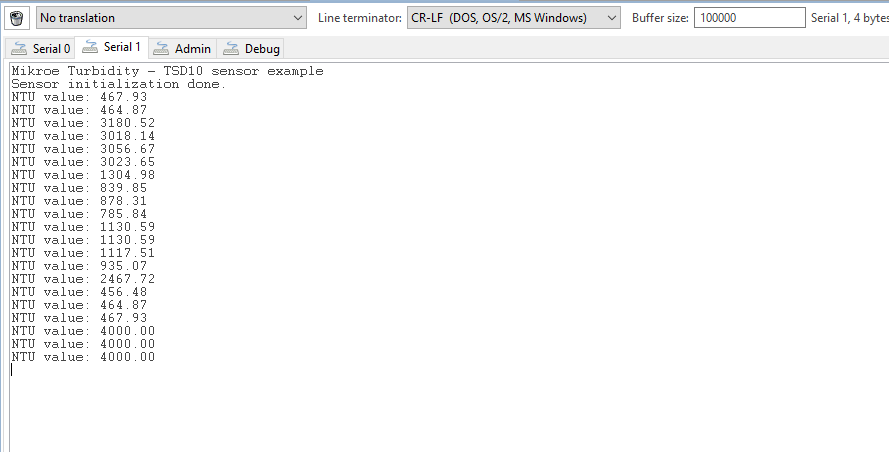 No translation Line terminator: CR-LF (DOS, OS/2, MS Windows) Buffer size: 100000 Serial 1, 4 bytes
Serial 0 Serial 1 Admin Debug
Mikroe Turbidity - TSD10 sensor example
Sensor initialization done.
NTU value: 467.93
NTU value: 464.87
NTU value: 3180.52
NTU value: 3018.14
NTU value: 3056.67
NTU value: 3023.65
NTU value: 1304.98
NTU value: 839.85
NTU value: 878.31
NTU value: 785.84
NTU value: 1130.59
NTU value: 1130.59
NTU value: 1117.51
NTU value: 935.07
NTU value: 2467.72
NTU value: 456.48
NTU value: 464.87
NTU value: 467.93
NTU value: 4000.00
NTU value: 4000.00
NTU value: 4000.00